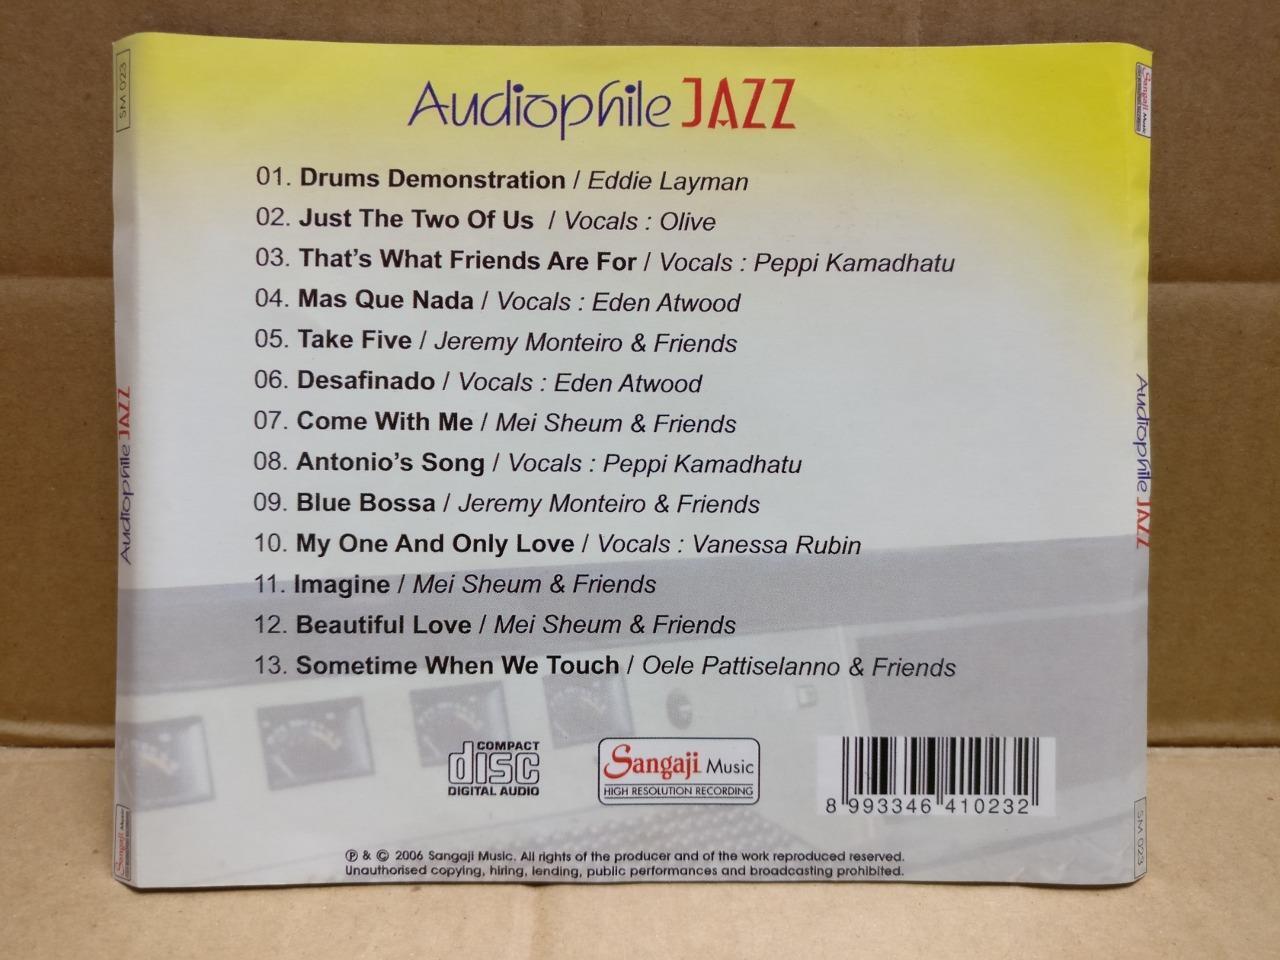 Audiophile JAZZ
01. Drums Demonstration / Eddie Layman
02. Just The Two Of Us / Vocals : Olive
03. That's What Friends Are For / Vocals : Peppi Kamadhatu
04. Mas Que Nada / Vocals : Eden Atwood
05. Take Five / Jeremy Monteiro & Friends
06. Desafinado / Vocals : Eden Atwood
07. Come With Me / Mei Sheum & Friends
08. Antonio's Song / Vocals : Peppi Kamadhatu
09. Blue Bossa / Jeremy Monteiro & Friends
10. My One And Only Love / Vocals : Vanessa Rubin
11. Imagine / Mei Sheum & Friends
12. Beautiful Love / Mei Sheum & Friends
13. Sometime When We Touch / Oele Pattiselanno & Friends
COMPACT
disc
DIGITAL AUDIO
Sangaji Music
HIGH RESOLUTION RECORDING
8 993346 410232
℗ & © 2006 Sangaji Music. All rights of the producer and of the work reproduced reserved.
Unauthorised copying, hiring, lending, public performances and broadcasting prohibited.
SM 023
Audiophile JAZZ
Sangaji Music
Sangaji Music
Audiophile JAZZ
SM 023